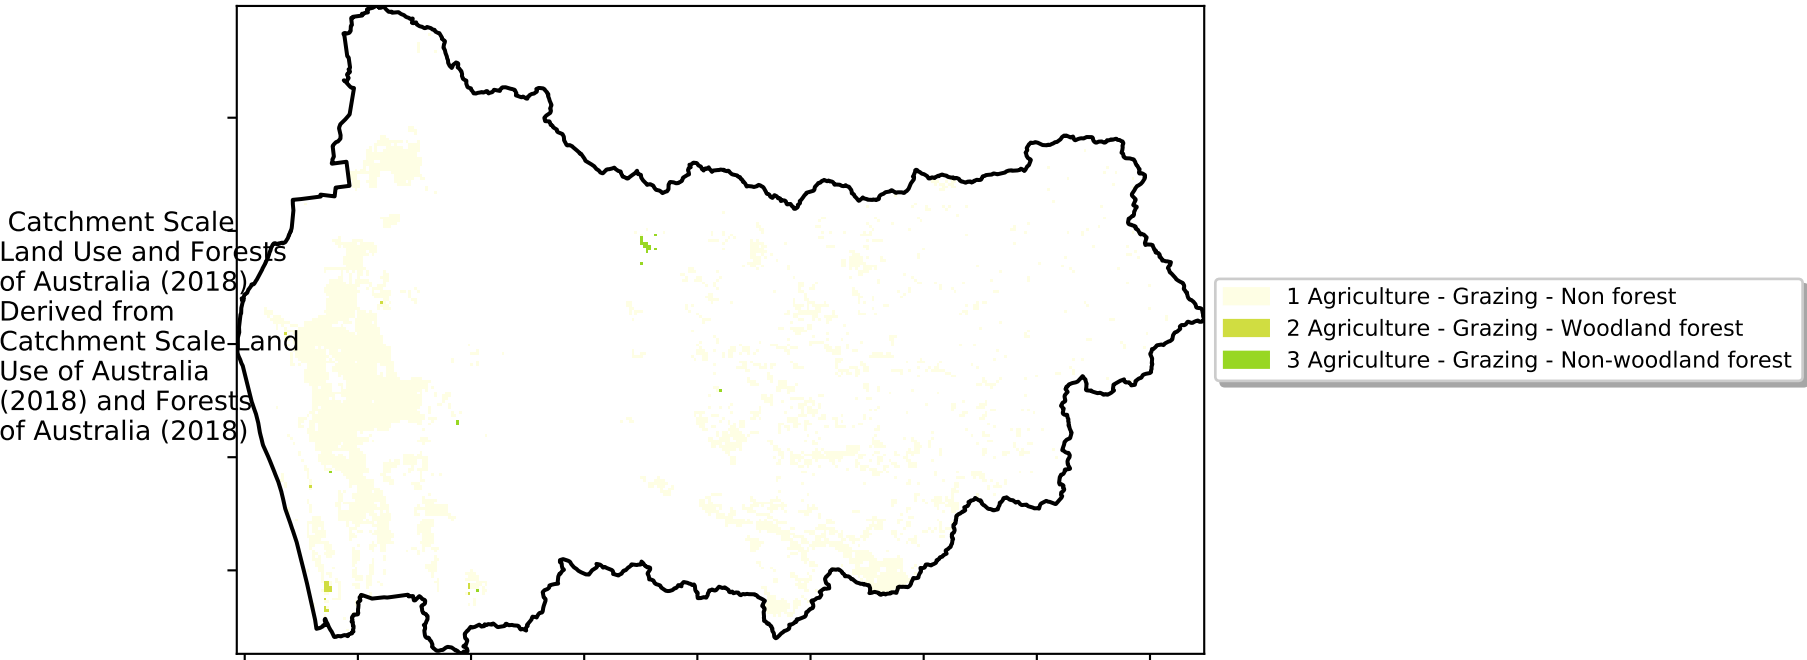 Catchment Scale
Land Use and Forests
of Australia (2018)
Derived from
Catchment Scale Land
Use of Australia
(2018) and Forests
of Australia (2018)
1 Agriculture - Grazing - Non forest
2 Agriculture - Grazing - Woodland forest
3 Agriculture - Grazing - Non-woodland forest